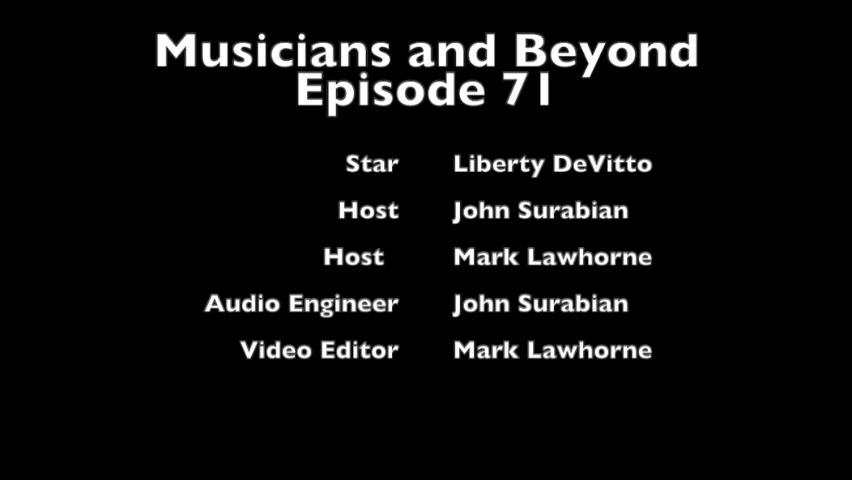 Musicians and Beyond
Episode 71
Star Liberty DeVitto
Host John Surabian
Host Mark Lawhorne
Audio Engineer John Surabian
Video Editor Mark Lawhorne